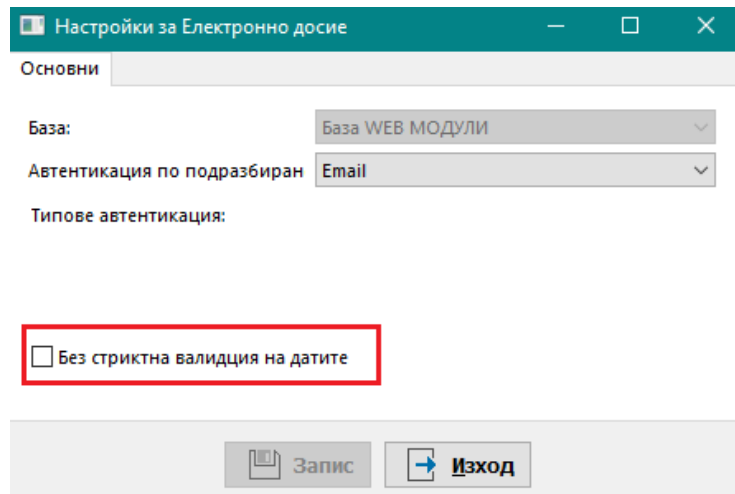 Настройки за Електронно досие
Основни
База: База WEB МОДУЛИ
Автентикация по подразбиран Email
Типове автентикация:
Без стриктна валидция на датите
Запис Изход